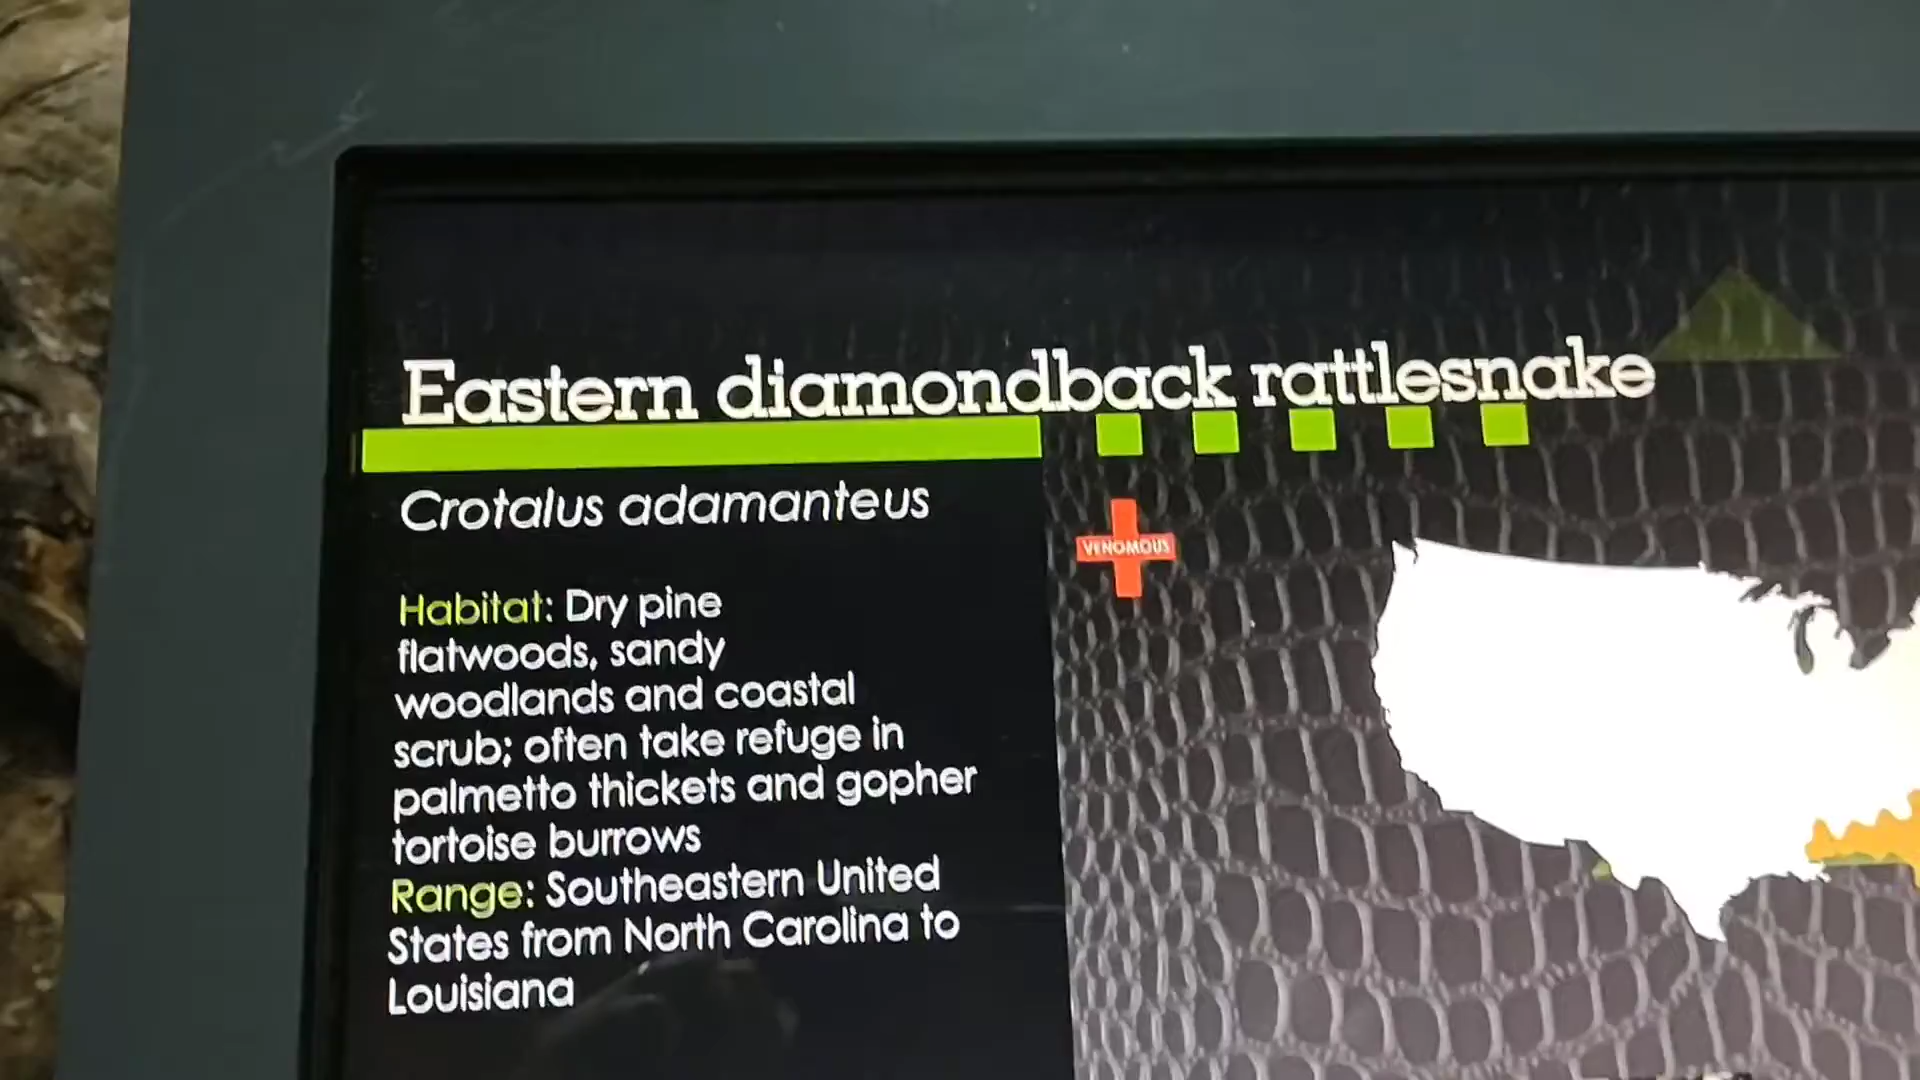 Eastern diamondback rattlesnake
Crotalus adamanteus
VENOMOUS
Habitat: Dry pine
flatwoods, sandy
woodlands and coastal
scrub; often take refuge in
palmetto thickets and gopher
tortoise burrows
Range: Southeastern United
States from North Carolina to
Louisiana